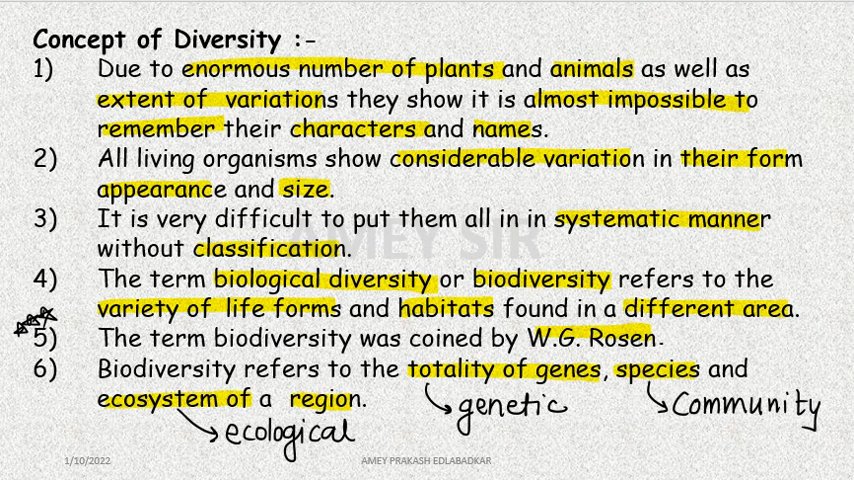 Concept of Diversity :-
1) Due to enormous number of plants and animals as well as
extent of variations they show it is almost impossible to
remember their characters and names.
2) All living organisms show considerable variation in their form
appearance and size.
3) It is very difficult to put them all in in systematic manner
without classification.
AMEY SIR
4) The term biological diversity or biodiversity refers to the
variety of life forms and habitats found in a different area.
5) The term biodiversity was coined by W.G. Rosen.
6) Biodiversity refers to the totality of genes, species and
ecosystem of a region.
genetic Community
ecological
1/10/2022 AMEY PRAKASH EDLABADKAR